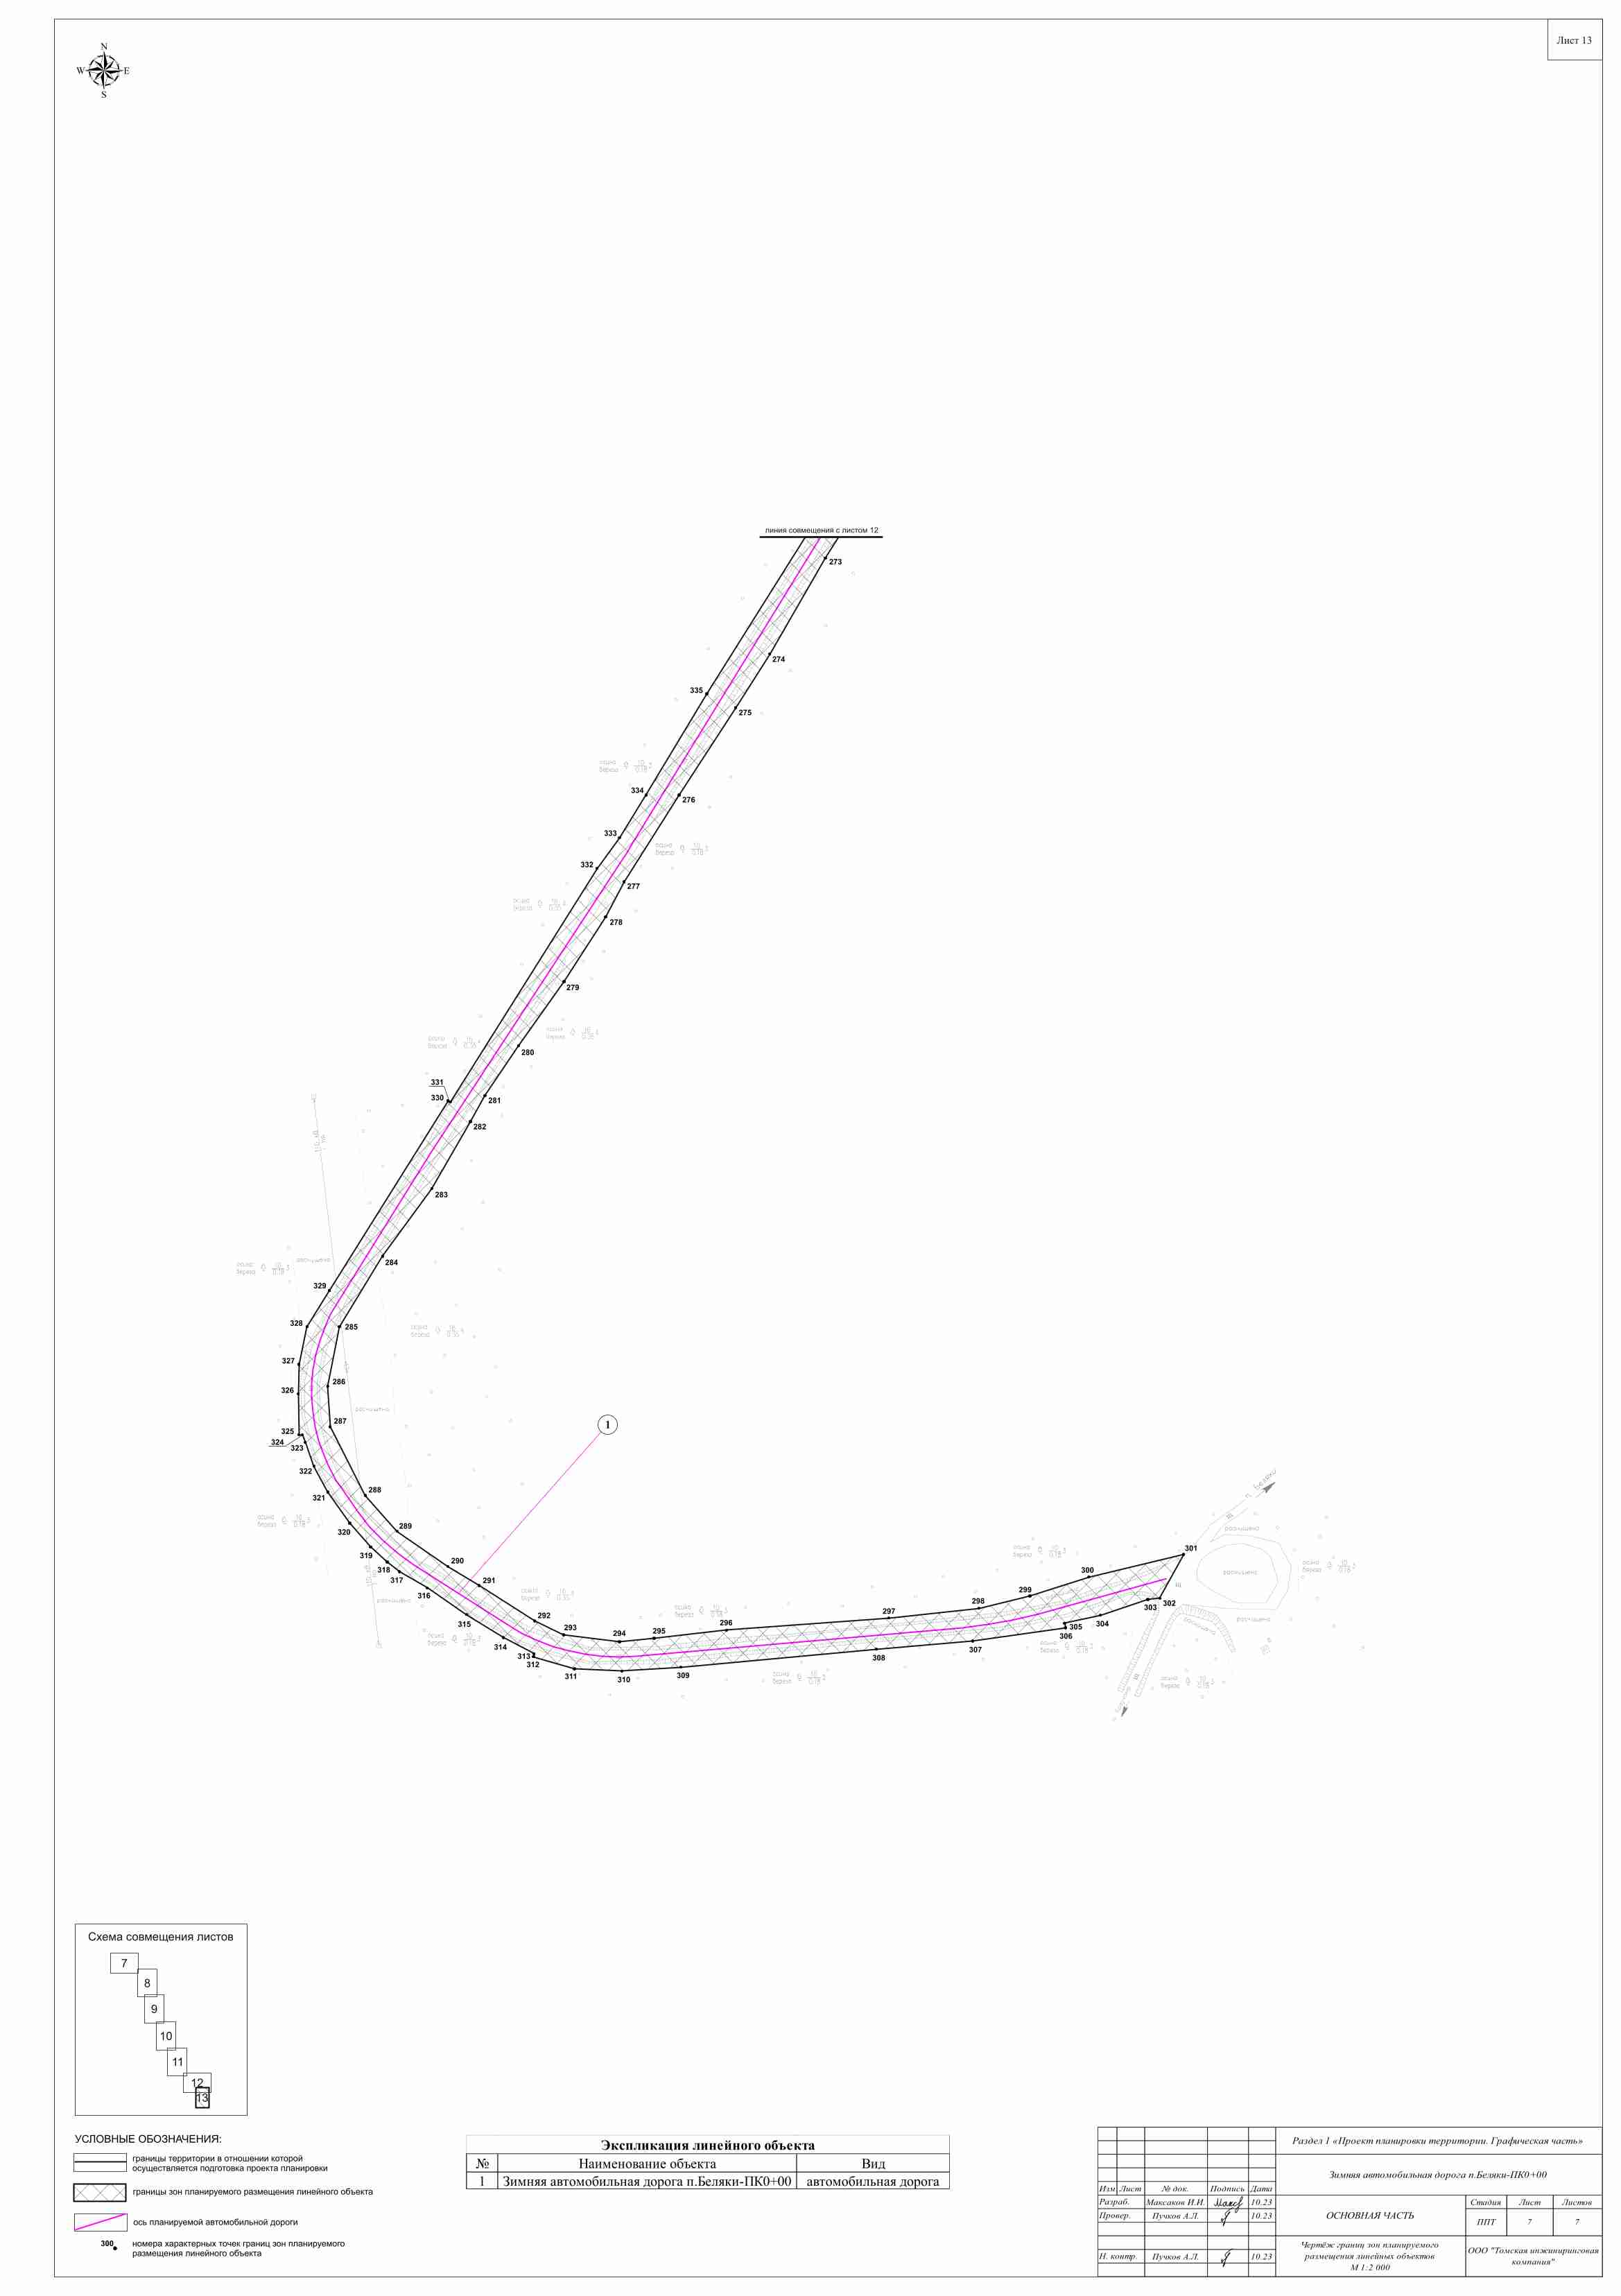 Лист 13
N
W E
S
линия совмещения с листом 12
273
274
335
275
334
276
333
332
277
278
279
280
331
330
281
282
283
284
329
328
285
327
286
326
287
325
324
323
322
321
288
320
289
319
318
317
290
291
316
315
292
293
314
313
312
294
295
296
311
310
309
297
298
299
300
301
308
307
306
305
304
303
302
1
осина
береза
10
0.18
расчищено
п. Беляки
Схема совмещения листов
7
8
9
10
11
12
13
УСЛОВНЫЕ ОБОЗНАЧЕНИЯ:
границы территории в отношении которой
осуществляется подготовка проекта планировки
границы зон планируемого размещения линейного объекта
ось планируемой автомобильной дороги
300 номера характерных точек границ зон планируемого
размещения линейного объекта
Экспликация линейного объекта
№ Наименование объекта Вид
1 Зимняя автомобильная дорога п.Беляки-ПК0+00 автомобильная дорога
Раздел 1 «Проект планировки территории. Графическая часть»
Зимняя автомобильная дорога п.Беляки-ПК0+00
Изм. Лист № док. Подпись Дата
Разраб. Максаков И.И. 10.23
Провер. Пучков А.Л. 10.23
Н. контр. Пучков А.Л. 10.23
ОСНОВНАЯ ЧАСТЬ
Стадия Лист Листов
ППТ 7 7
Чертёж границ зон планируемого
размещения линейных объектов
М 1:2 000
ООО "Томская инжиниринговая
компания"